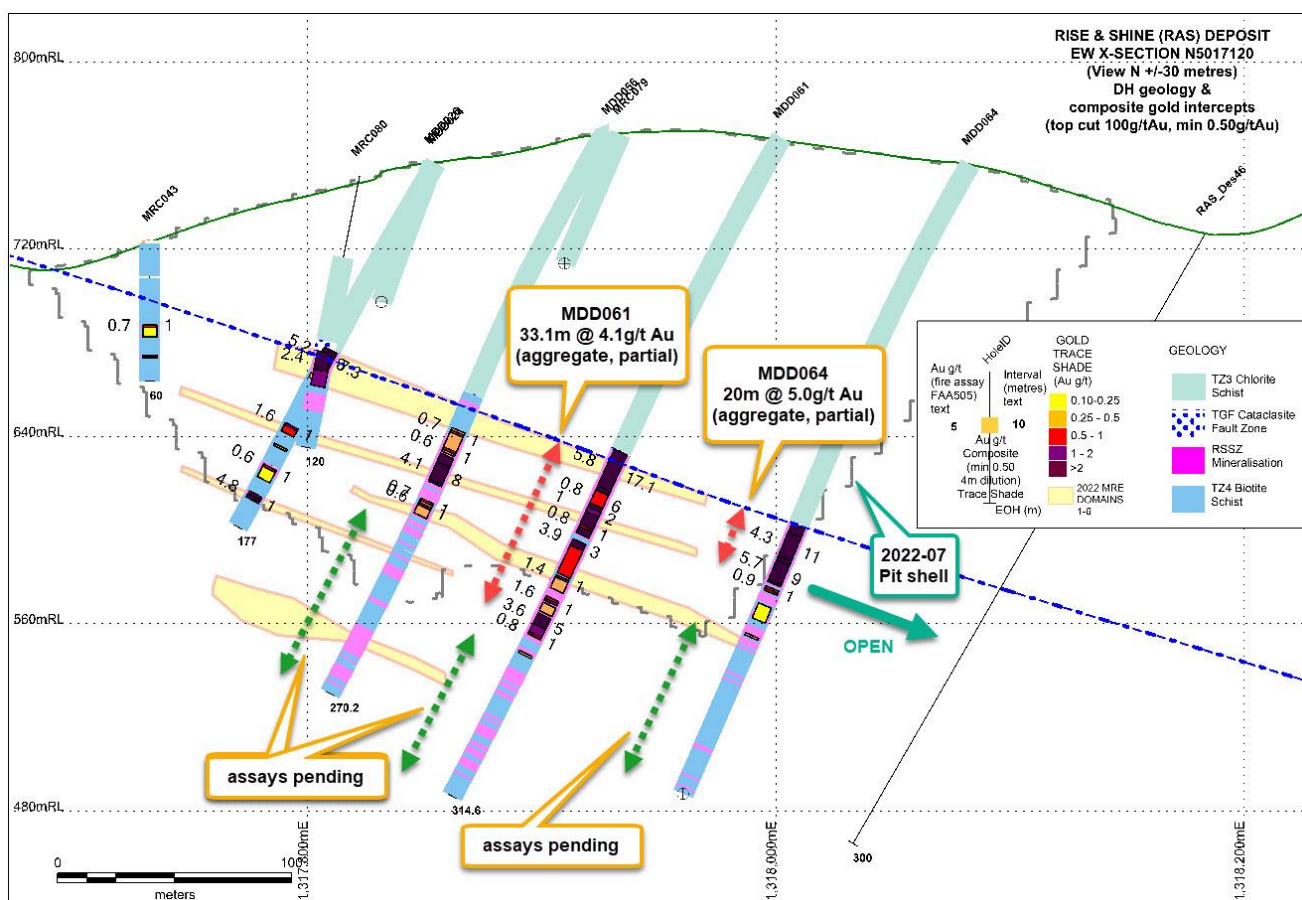 RISE & SHINE (RAS) DEPOSIT
EW X-SECTION N5017120
(View N +/-30 metres)
DH geology &
composite gold intercepts
(top cut 100g/tAu, min 0.50g/tAu)
800mRL
720mRL
640mRL
560mRL
480mRL
MRC043
MRC080
MDD056
MRC079
MDD061
MDD064
RAS_Des46
MDD061
33.1m @ 4.1g/t Au
(aggregate, partial)
MDD064
20m @ 5.0g/t Au
(aggregate, partial)
Au g/t
(fire assay
FAA505)
text
HoleID
Interval
(metres)
text
5
10
Au g/t
Composite
(min 0.50
4m dilution)
Trace Shade
EOH (m)
GOLD
TRACE
SHADE
(Au g/t)
0.10-0.25
0.25 - 0.5
0.5 - 1
1 - 2
>2
2022 MRE
DOMAINS
1-6
GEOLOGY
TZ3 Chlorite
Schist
TGF Cataclasite
Fault Zone
RSSZ
Mineralisation
TZ4 Biotite
Schist
2022-07
Pit shell
OPEN
assays pending
assays pending
0.7 1
60
5.2
2.4
1.6 1
0.6 1
4.8 1
120
177
0.7 1
0.6 1
4.1 8
0.6 1
270.2
5.8 17.1
0.8 6
1 2
0.8 1
3.9 3
1.4 1
1.6 1
3.6 5
0.8 1
314.6
4.3 11
5.7 9
0.9 1
300
0 100
meters
1,318,000mE
1,318,200mE